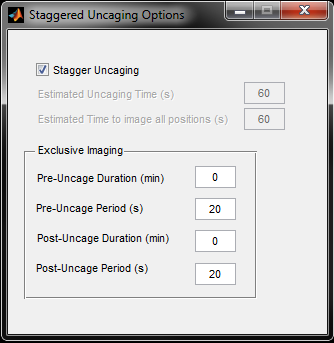 Staggered Uncaging Options
Stagger Uncaging
Estimated Uncaging Time (s) 60
Estimated Time to image all positions (s) 60
Exclusive Imaging
Pre-Uncage Duration (min) 0
Pre-Uncage Period (s) 20
Post-Uncage Duration (min) 0
Post-Uncage Period (s) 20